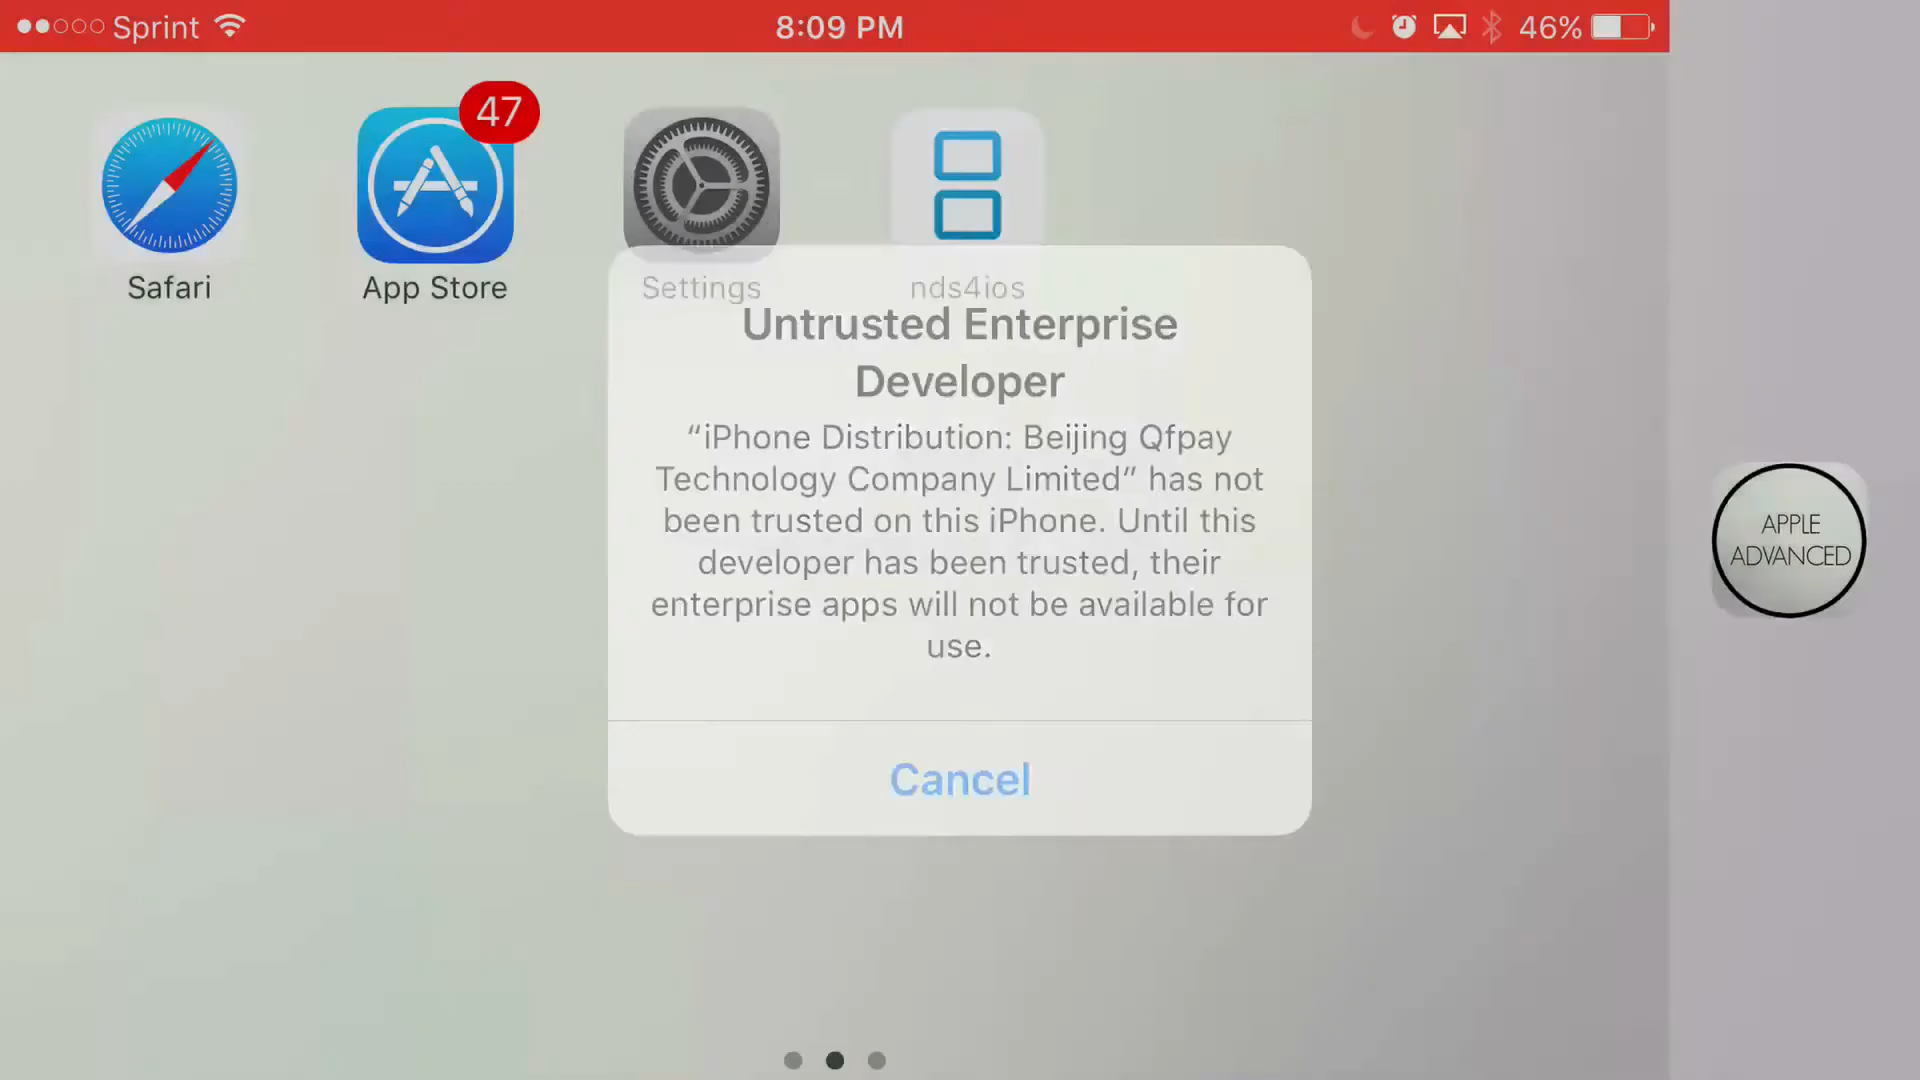 Sprint
8:09 PM
46%
47
Safari
App Store
Settings
nds4ios
Untrusted Enterprise
Developer
“iPhone Distribution: Beijing Qfpay
Technology Company Limited” has not
been trusted on this iPhone. Until this
developer has been trusted, their
enterprise apps will not be available for
use.
Cancel
APPLE
ADVANCED